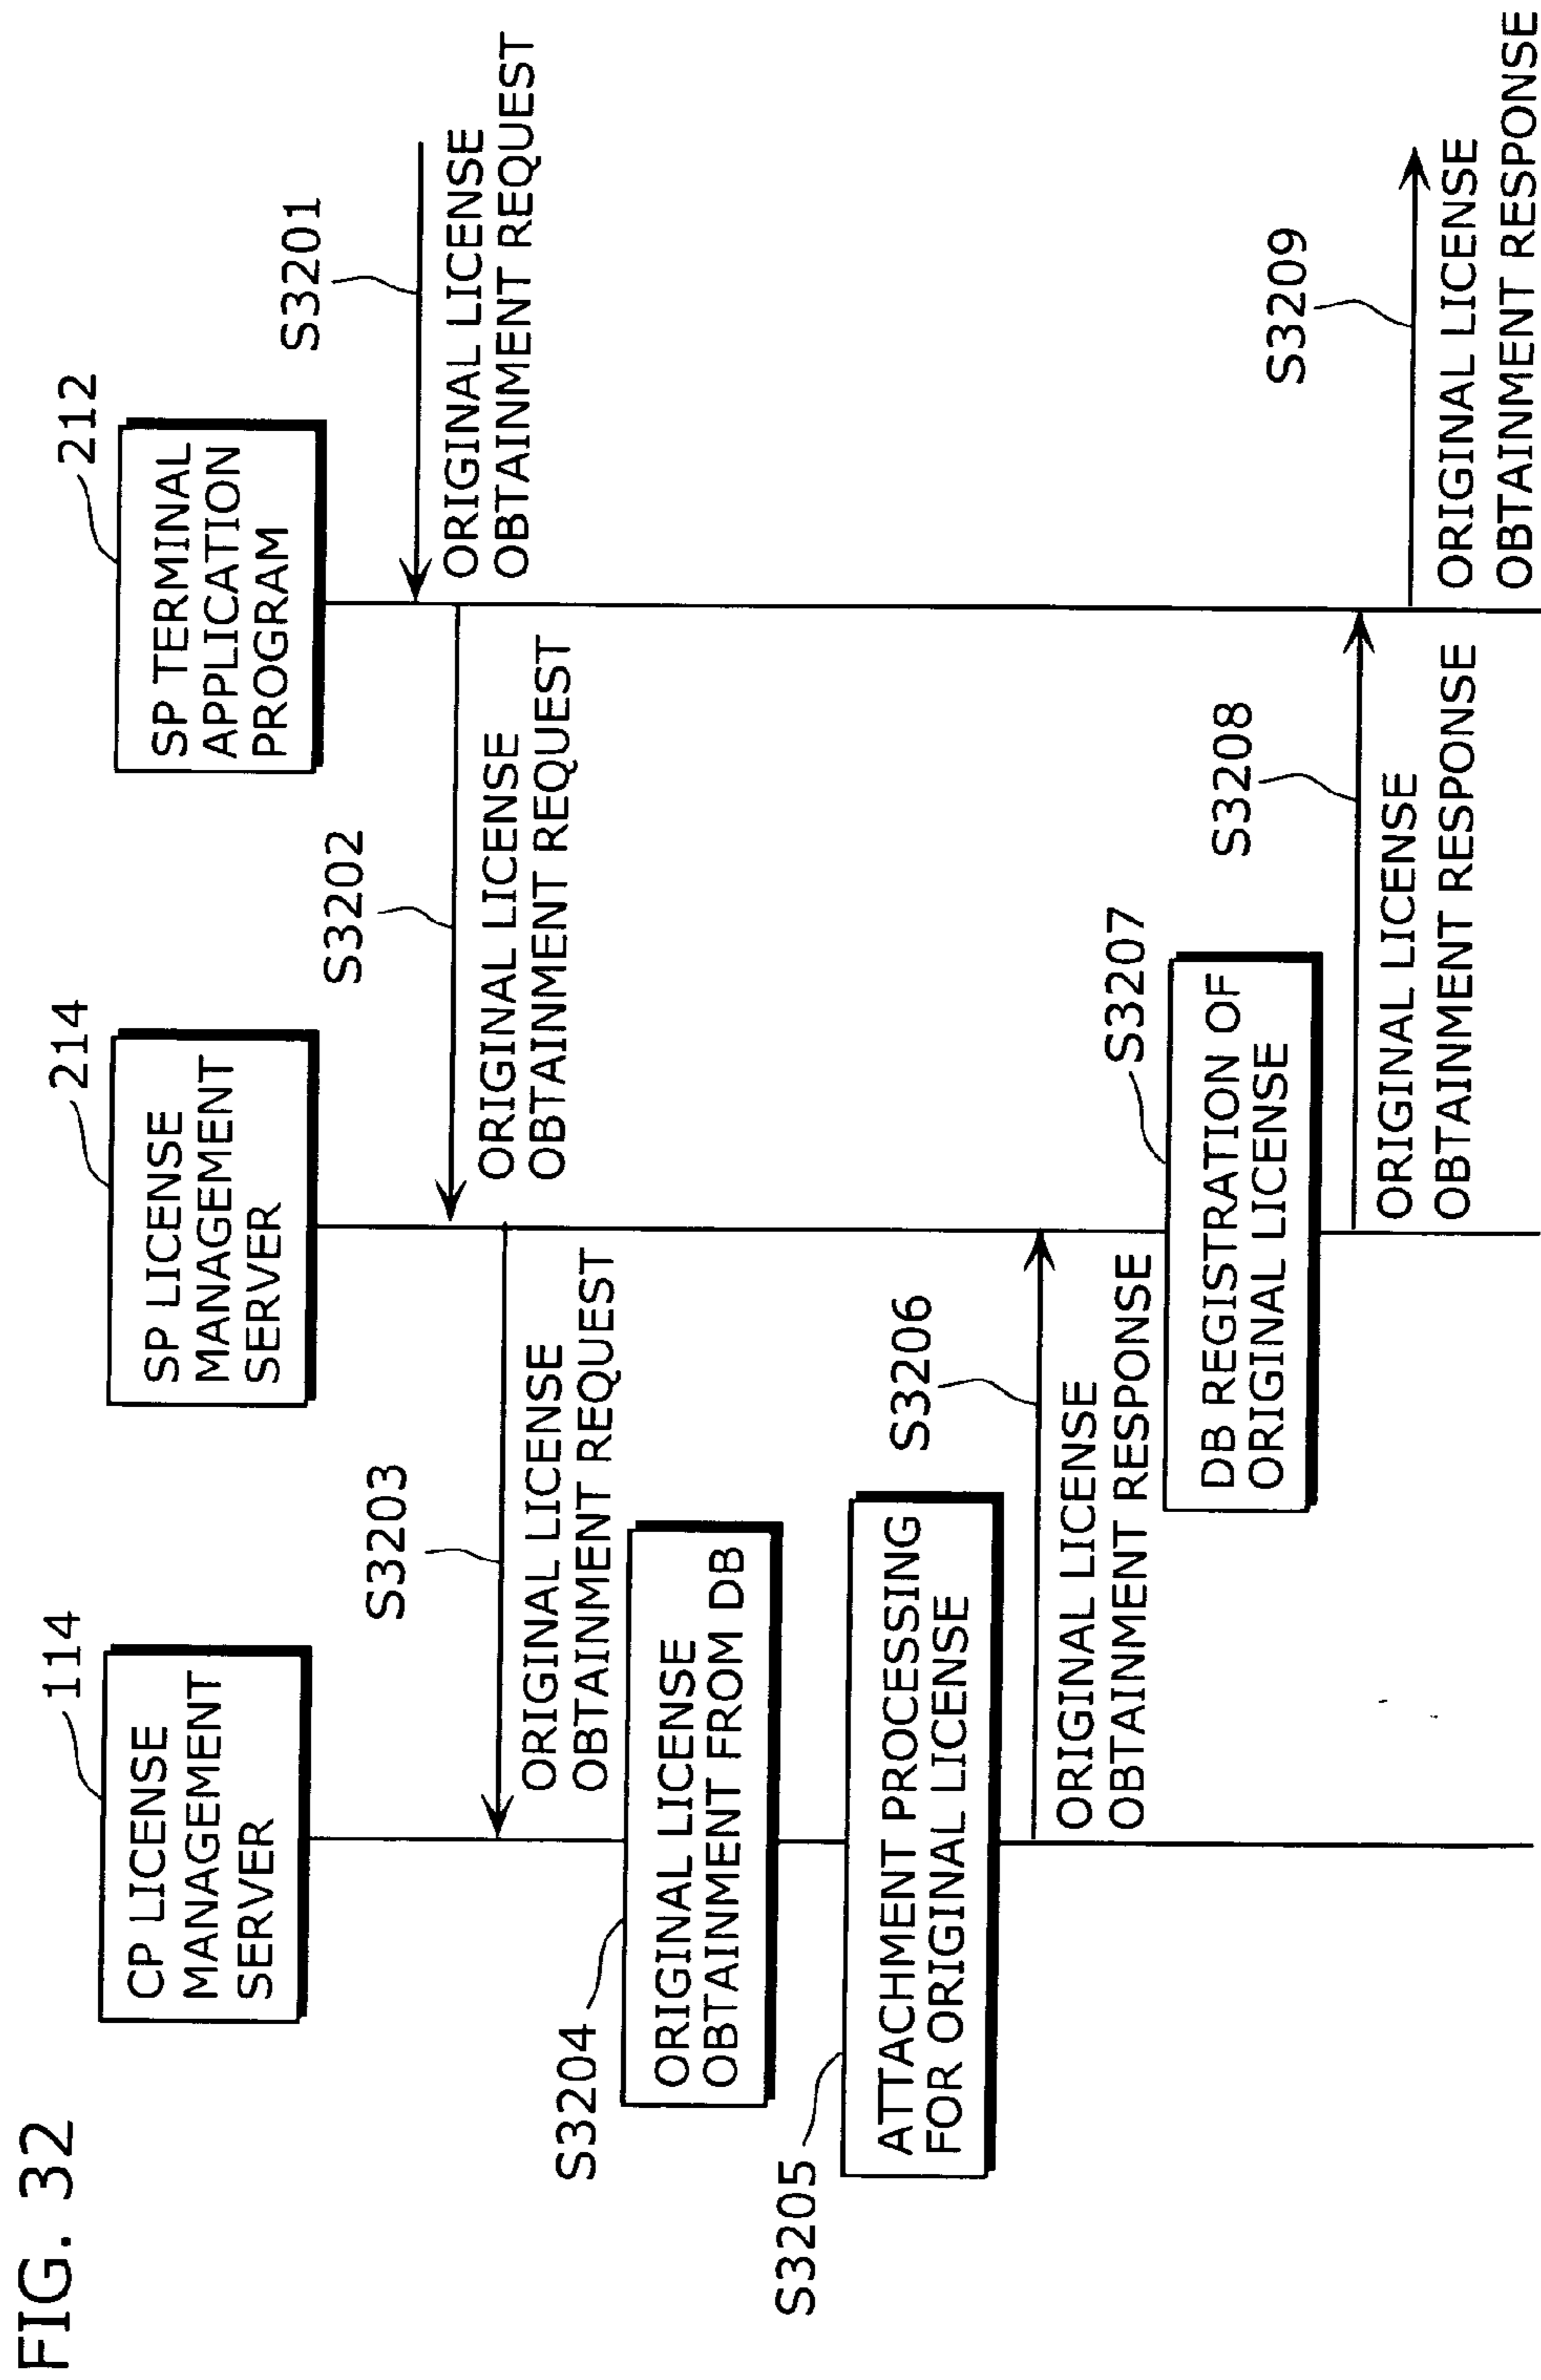 FIG. 32
114
CP LICENSE
MANAGEMENT
SERVER
214
SP LICENSE
MANAGEMENT
SERVER
212
SP TERMINAL
APPLICATION
PROGRAM
S3201
ORIGINAL LICENSE
OBTAINMENT REQUEST
S3202
ORIGINAL LICENSE
OBTAINMENT REQUEST
S3203
ORIGINAL LICENSE
OBTAINMENT REQUEST
S3204
ORIGINAL LICENSE
OBTAINMENT FROM DB
S3205
ATTACHMENT PROCESSING
FOR ORIGINAL LICENSE
S3206
ORIGINAL LICENSE
OBTAINMENT RESPONSE
S3207
DB REGISTRATION OF
ORIGINAL LICENSE
S3208
ORIGINAL LICENSE
OBTAINMENT RESPONSE
S3209
ORIGINAL LICENSE
OBTAINMENT RESPONSE